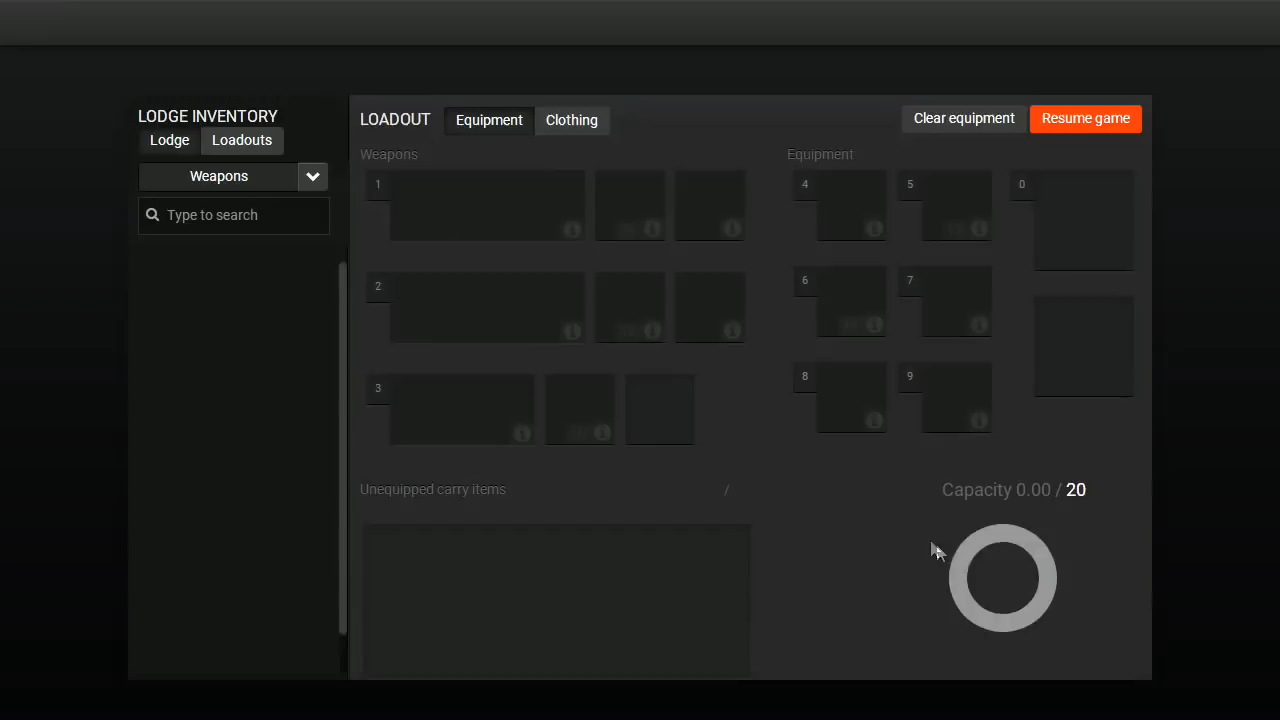 LODGE INVENTORY
Lodge Loadouts
Weapons
Type to search
LOADOUT Equipment Clothing
Clear equipment Resume game
Weapons
Equipment
1
2
3
4 5 0
6 7
8 9
Unequipped carry items /
Capacity 0.00 / 20